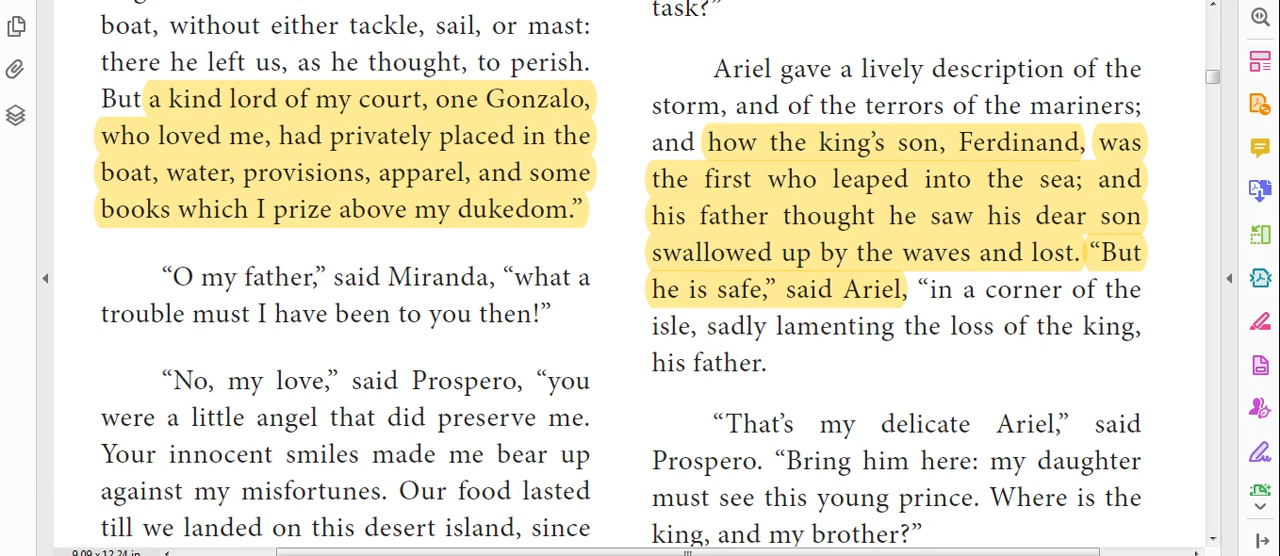 boat, without either tackle, sail, or mast:
there he left us, as he thought, to perish.
But a kind lord of my court, one Gonzalo,
who loved me, had privately placed in the
boat, water, provisions, apparel, and some
books which I prize above my dukedom.”
“O my father,” said Miranda, “what a
trouble must I have been to you then!”
“No, my love,” said Prospero, “you
were a little angel that did preserve me.
Your innocent smiles made me bear up
against my misfortunes. Our food lasted
till we landed on this desert island, since
task?”
Ariel gave a lively description of the
storm, and of the terrors of the mariners;
and how the king’s son, Ferdinand, was
the first who leaped into the sea; and
his father thought he saw his dear son
swallowed up by the waves and lost. “But
he is safe,” said Ariel, “in a corner of the
isle, sadly lamenting the loss of the king,
his father.
“That’s my delicate Ariel,” said
Prospero. “Bring him here: my daughter
must see this young prince. Where is the
king, and my brother?”
9.09 x 12.24 in